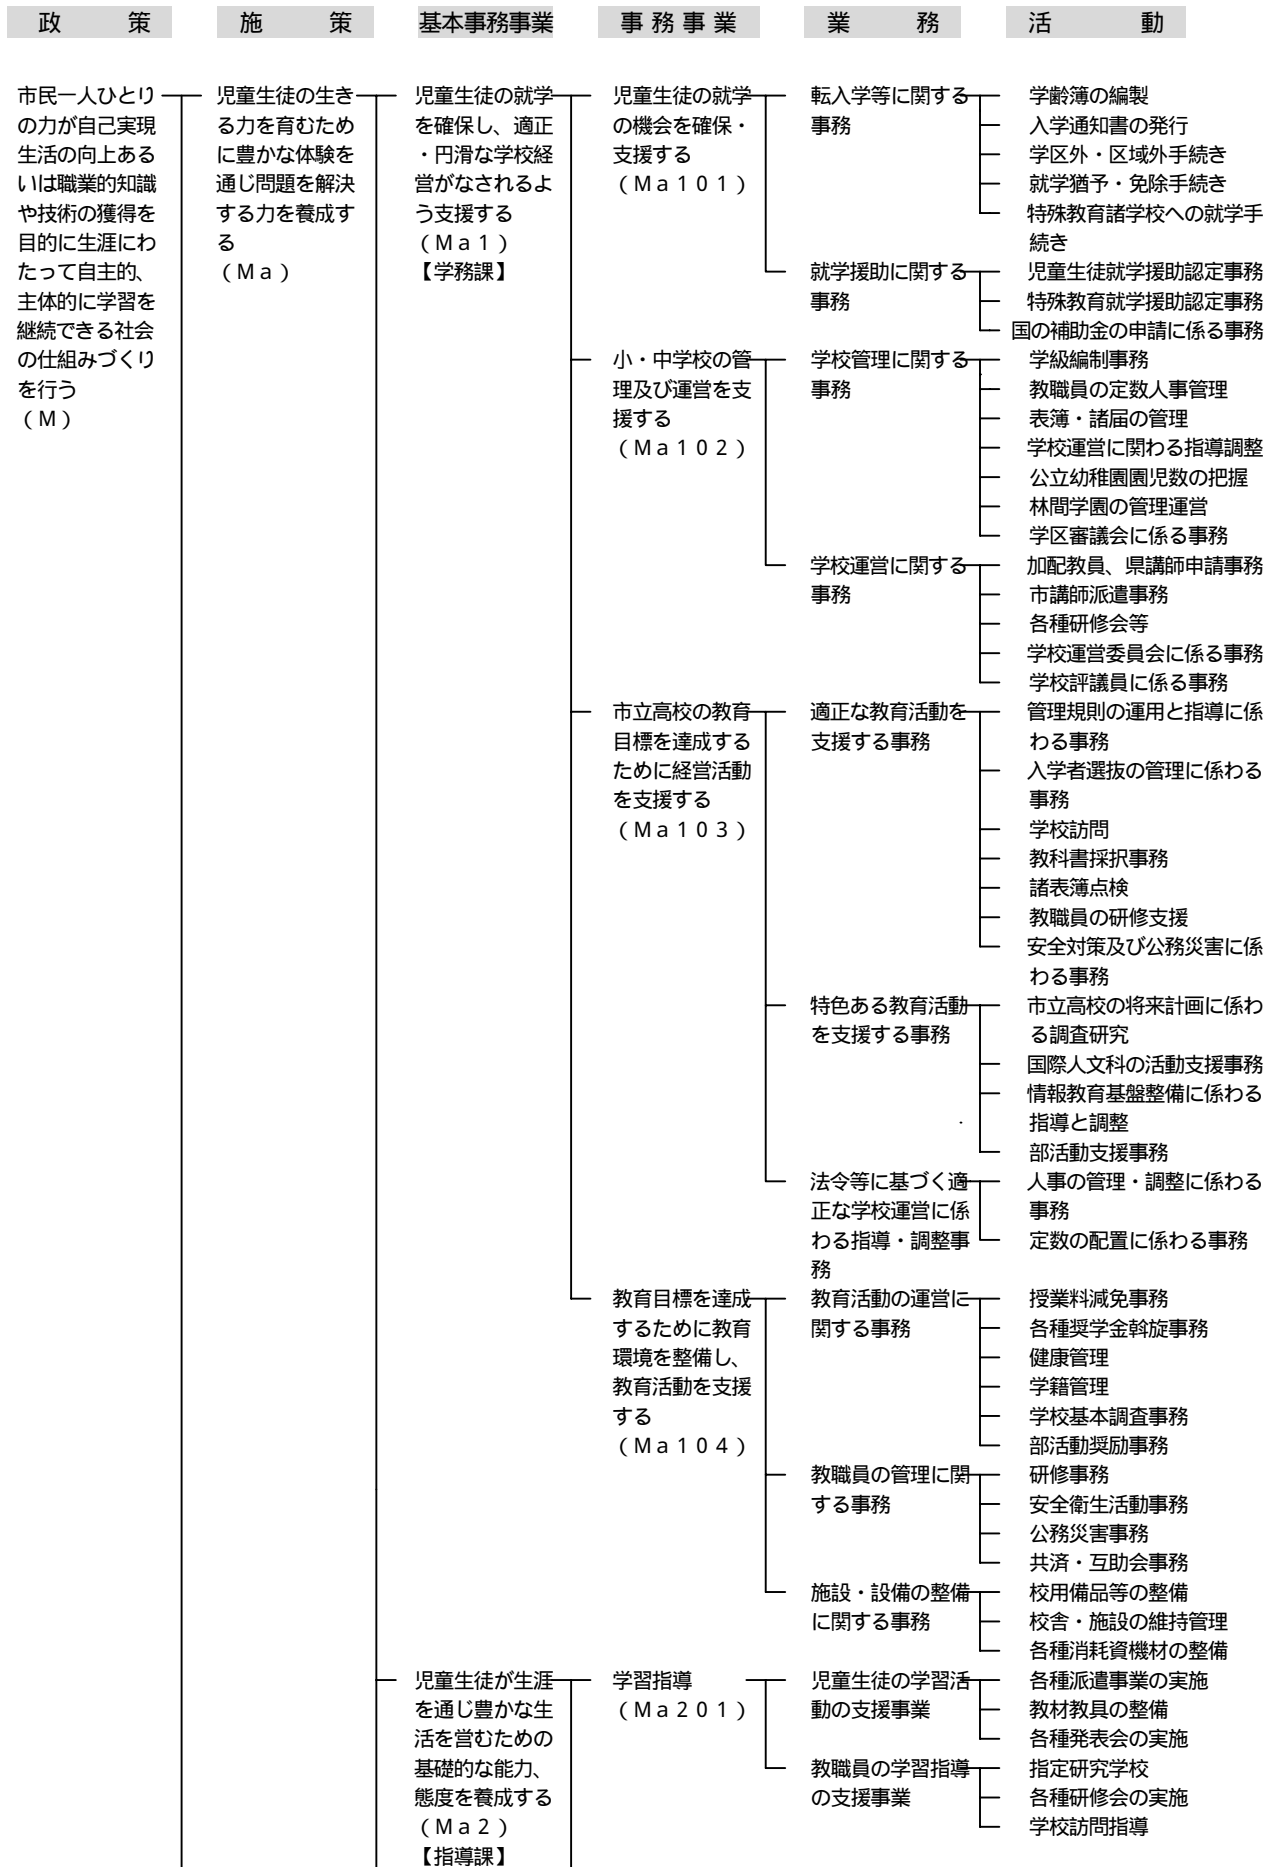 政策 施策 基本事務事業 事務事業 業務 活動
市民一人ひとり
の力が自己実現
生活の向上ある
いは職業的知識
や技術の獲得を
目的に生涯にわ
たって自主的、
主体的に学習を
継続できる社会
の仕組みづくり
を行う
(M)
児童生徒の生き
る力を育むため
に豊かな体験を
通じ問題を解決
する力を養成す
る
(Ma)
児童生徒の就学
を確保し、適正
・円滑な学校経
営がなされるよ
う支援する
(Ma1)
【学務課】
児童生徒の就学
の機会を確保・
支援する
(Ma101)
転入学等に関する
事務
学齢簿の編製
入学通知書の発行
学区外・区域外手続き
就学猶予・免除手続き
特殊教育諸学校への就学手
続き
就学援助に関する
事務
児童生徒就学援助認定事務
特殊教育就学援助認定事務
国の補助金の申請に係る事務
小・中学校の管
理及び運営を支
援する
(Ma102)
学校管理に関する
事務
学級編制事務
教職員の定数人事管理
表簿・諸届の管理
学校運営に関わる指導調整
公立幼稚園園児数の把握
林間学園の管理運営
学区審議会に係る事務
学校運営に関する
事務
加配教員、県講師申請事務
市講師派遣事務
各種研修会等
学校運営委員会に係る事務
学校評議員に係る事務
市立高校の教育
目標を達成する
ために経営活動
を支援する
(Ma103)
適正な教育活動を
支援する事務
管理規則の運用と指導に係
わる事務
入学者選抜の管理に係わる
事務
学校訪問
教科書採択事務
諸表簿点検
教職員の研修支援
安全対策及び公務災害に係
わる事務
特色ある教育活動
を支援する事務
市立高校の将来計画に係わ
る調査研究
国際人文科の活動支援事務
情報教育基盤整備に係わる
指導と調整
部活動支援事務
法令等に基づく適
正な学校運営に係
わる指導・調整事
務
人事の管理・調整に係わる
事務
定数の配置に係わる事務
教育目標を達成
するために教育
環境を整備し、
教育活動を支援
する
(Ma104)
教育活動の運営に
関する事務
授業料減免事務
各種奨学金斡旋事務
健康管理
学籍管理
学校基本調査事務
部活動奨励事務
教職員の管理に関
する事務
研修事務
安全衛生活動事務
公務災害事務
共済・互助会事務
施設・設備の整備
に関する事務
校用備品等の整備
校舎・施設の維持管理
各種消耗資機材の整備
児童生徒が生涯
を通じ豊かな生
活を営むための
基礎的な能力、
態度を養成する
(Ma2)
【指導課】
学習指導
(Ma201)
児童生徒の学習活
動の支援事業
各種派遣事業の実施
教材教具の整備
各種発表会の実施
教職員の学習指導
の支援事業
指定研究学校
各種研修会の実施
学校訪問指導